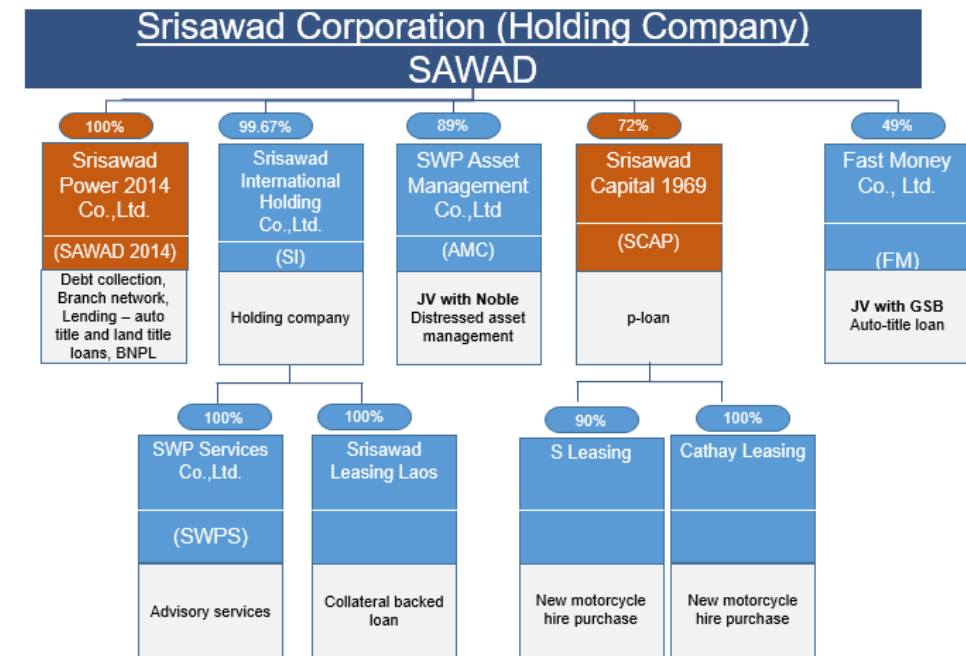 Srisawad Corporation (Holding Company)
SAWAD
100%
Srisawad
Power 2014
Co.,Ltd.
(SAWAD 2014)
Debt collection,
Branch network,
Lending – auto
title and land title
loans, BNPL
99.67%
Srisawad
International
Holding
Co.,Ltd.
(SI)
Holding company
89%
SWP Asset
Management
Co.,Ltd
(AMC)
JV with Noble
Distressed asset
management
72%
Srisawad
Capital 1969
(SCAP)
p-loan
49%
Fast Money
Co., Ltd.
(FM)
JV with GSB
Auto-title loan
100%
SWP Services
Co.,Ltd.
(SWPS)
Advisory services
100%
Srisawad
Leasing Laos
Collateral backed
loan
90%
S Leasing
New motorcycle
hire purchase
100%
Cathay Leasing
New motorcycle
hire purchase